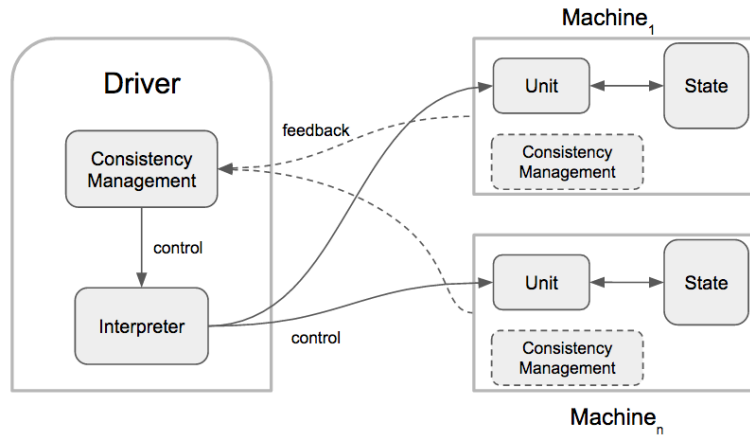 Driver
Consistency
Management
control
Interpreter
feedback
control
Machine1
Unit
State
Consistency
Management
Unit
State
Consistency
Management
Machinen